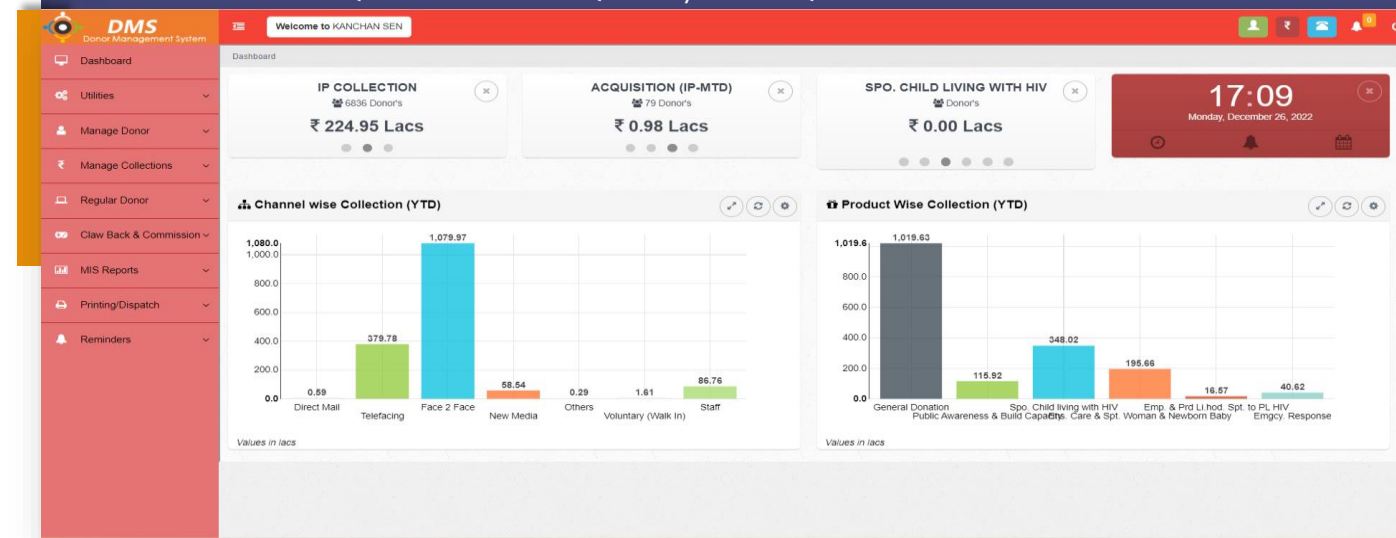 DMS
Donor Management System
Welcome to KANCHAN SEN
0
Dashboard
Utilities
Manage Donor
Manage Collections
Regular Donor
Claw Back & Commission
MIS Reports
Printing/Dispatch
Reminders
Dashboard
IP COLLECTION
6836 Donor's
₹ 224.95 Lacs
ACQUISITION (IP-MTD)
79 Donor's
₹ 0.98 Lacs
SPO. CHILD LIVING WITH HIV
Donor's
₹ 0.00 Lacs
17:09
Monday, December 26, 2022
Channel wise Collection (YTD)
1,080.0
1,000.0
800.0
600.0
400.0
200.0
0.0
0.59
379.78
1,079.97
58.54
0.29
1.61
86.76
Direct Mail
Telefacing
Face 2 Face
New Media
Others
Voluntary (Walk In)
Staff
Values in lacs
Product Wise Collection (YTD)
1,019.6
800.0
600.0
400.0
200.0
0.0
1,019.63
115.92
348.02
195.66
16.57
40.62
General Donation
Public Awareness & Build Capacity
Spo. Child living with HIV
Care & Spt. Woman & Newborn Baby
Emp. & Prd Li.hod. Spt. to PL HIV
Emgcy. Response
Values in lacs